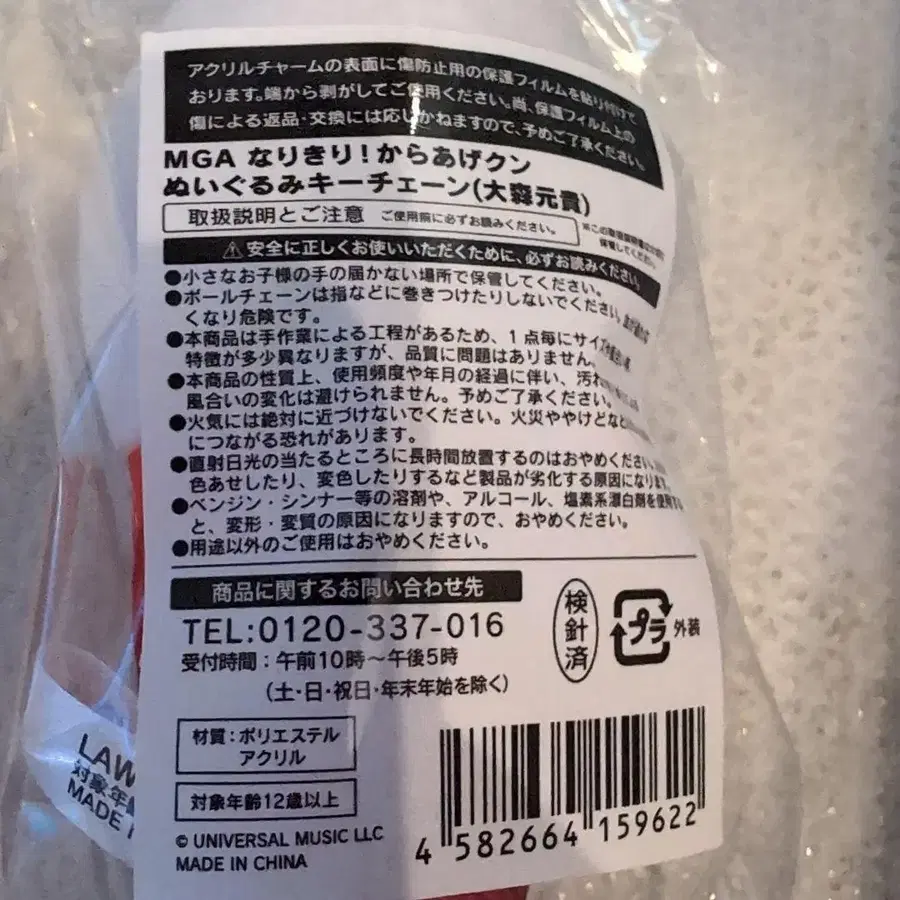 アクリルチャームの表面に傷防止用の保護フィルムを貼り付けて
おります。端から剥がしてご使用ください。尚、保護フィルム上の
傷による返品・交換には応じかねますので、予めご了承ください。
MGA なりきり!からあげクン
ぬいぐるみキーチェーン(大森元貴)
取扱説明とご注意 ご使用前に必ずお読みください。
※この取扱説明書は
保管してください。
⚠安全に正しくお使いいただくために、必ずお読みください。
●小さなお子様の手の届かない場所で保管してください。
●ボールチェーンは指などに巻きつけたりしないでください。
くなり危険です。
●本商品は手作業による工程があるため、1点毎にサイズ
特徴が多少異なりますが、品質に問題はありません。
●本商品の性質上、使用頻度や年月の経過に伴い、汚れ
風合いの変化は避けられません。予めご了承ください。
●火気には絶対に近づけないでください。火災ややけどなど
につながる恐れがあります。
●直射日光の当たるところに長時間放置するのはおやめください。
色あせしたり、変色したりするなど製品が劣化する原因になります。
●ベンジン・シンナー等の溶剤や、アルコール、塩素系漂白剤を使用する
と、変形・変質の原因になりますので、おやめください。
●用途以外のご使用はおやめください。
商品に関するお問い合わせ先
TEL:0120-337-016
受付時間:午前10時〜午後5時
(土・日・祝日・年末年始を除く)
検針済
プラ 外装
材質:ポリエステル
アクリル
対象年齢12歳以上
© UNIVERSAL MUSIC LLC
MADE IN CHINA
4 582664 159622
LAW
対象年齢
MADE I